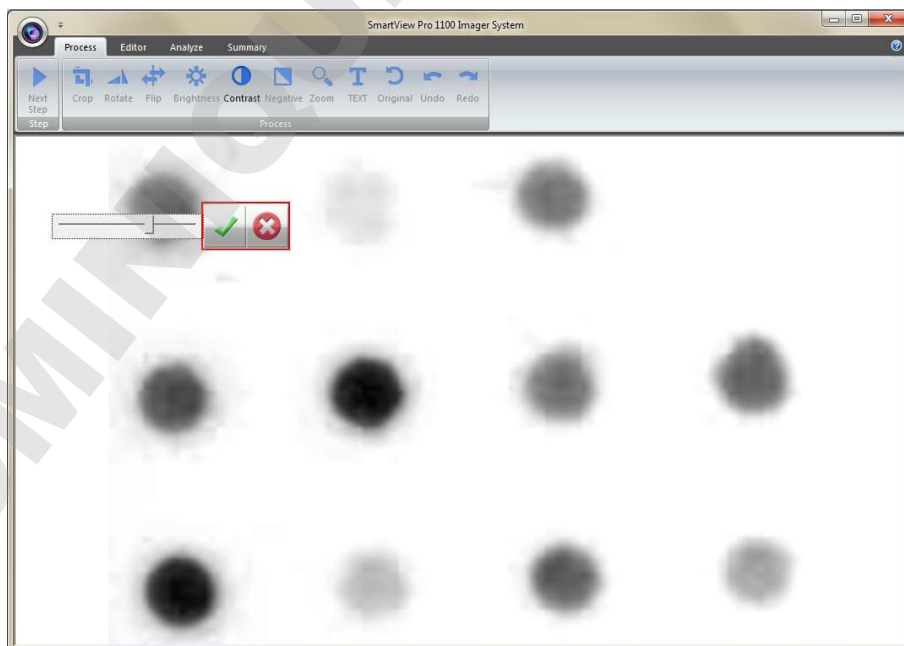 SmartView Pro 1100 Imager System
Process Editor Analyze Summary
Next Step Crop Rotate Flip Brightness Contrast Negative Zoom TEXT Original Undo Redo
Step Process